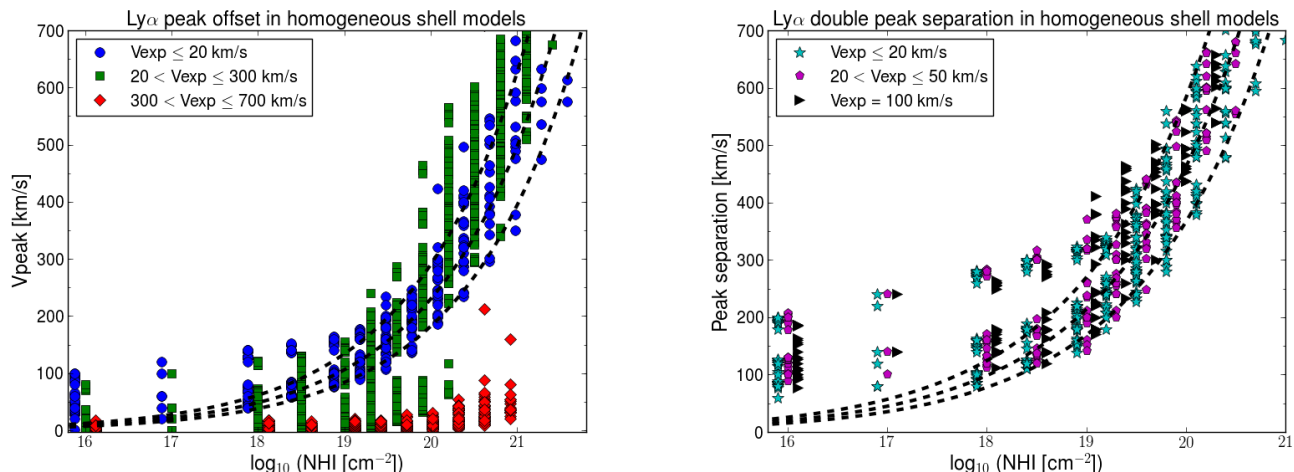 Lyα peak offset in homogeneous shell models
700
600
500
400
300
200
100
0
Vpeak [km/s]
Vexp ≤ 20 km/s
20 < Vexp ≤ 300 km/s
300 < Vexp ≤ 700 km/s
16 17 18 19 20 21
log₁₀ (NHI [cm⁻²])
Lyα double peak separation in homogeneous shell models
700
600
500
400
300
200
100
0
Peak separation [km/s]
Vexp ≤ 20 km/s
20 < Vexp ≤ 50 km/s
Vexp = 100 km/s
16 17 18 19 20 21
log₁₀ (NHI [cm⁻²])